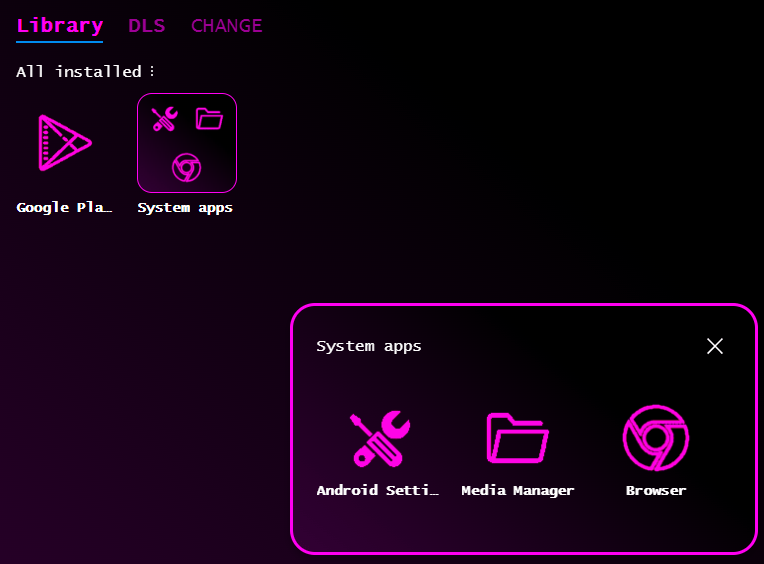 Library DLS CHANGE
All installed
Google Pla…
System apps
System apps
Android Setti…
Media Manager
Browser